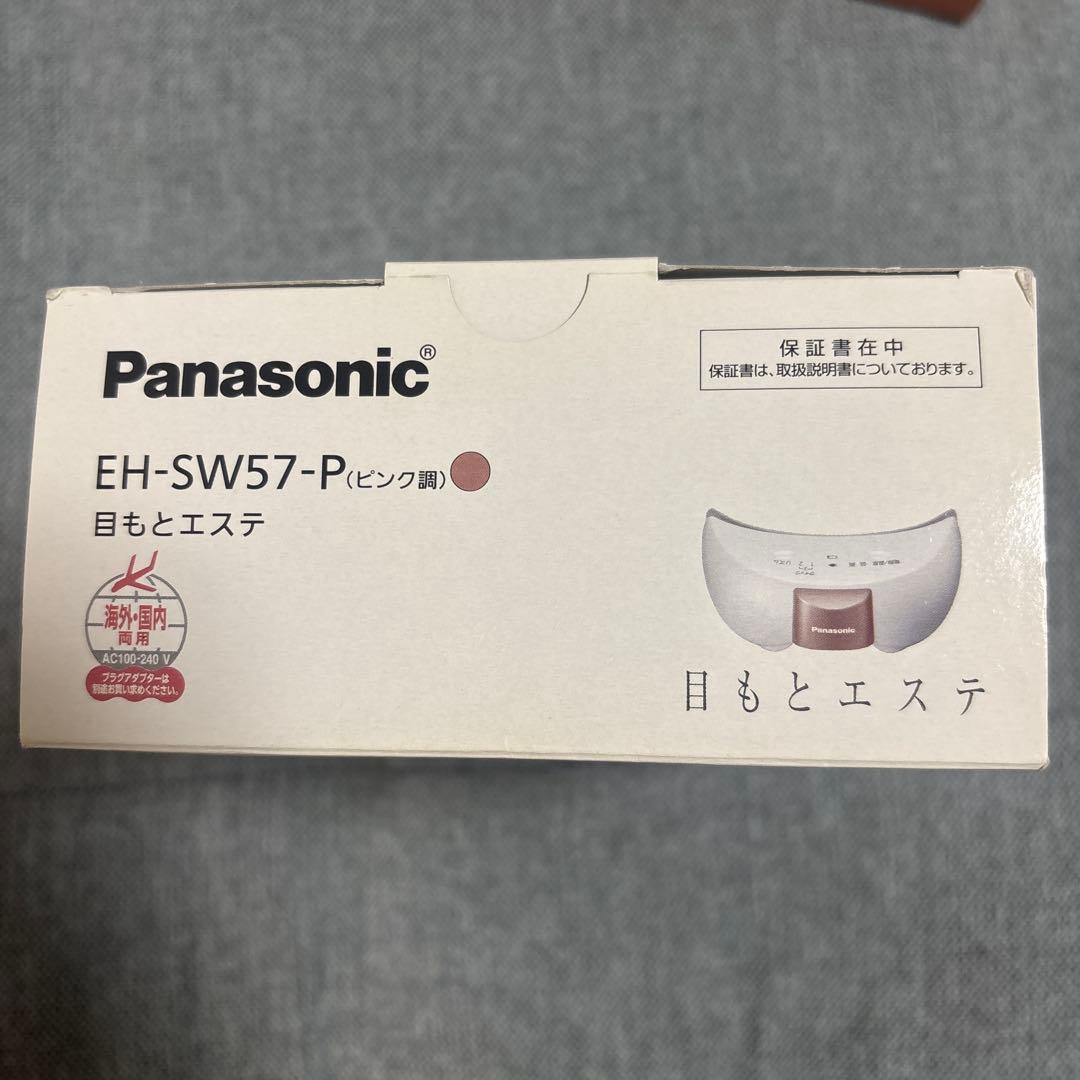 Panasonic®
保証書在中
保証書は、取扱説明書についております。
EH-SW57-P(ピンク調)
目もとエステ
海外・国内
両用
AC100-240 V
プラグアダプターは
別途お買い求めください。
Panasonic
目もとエステ